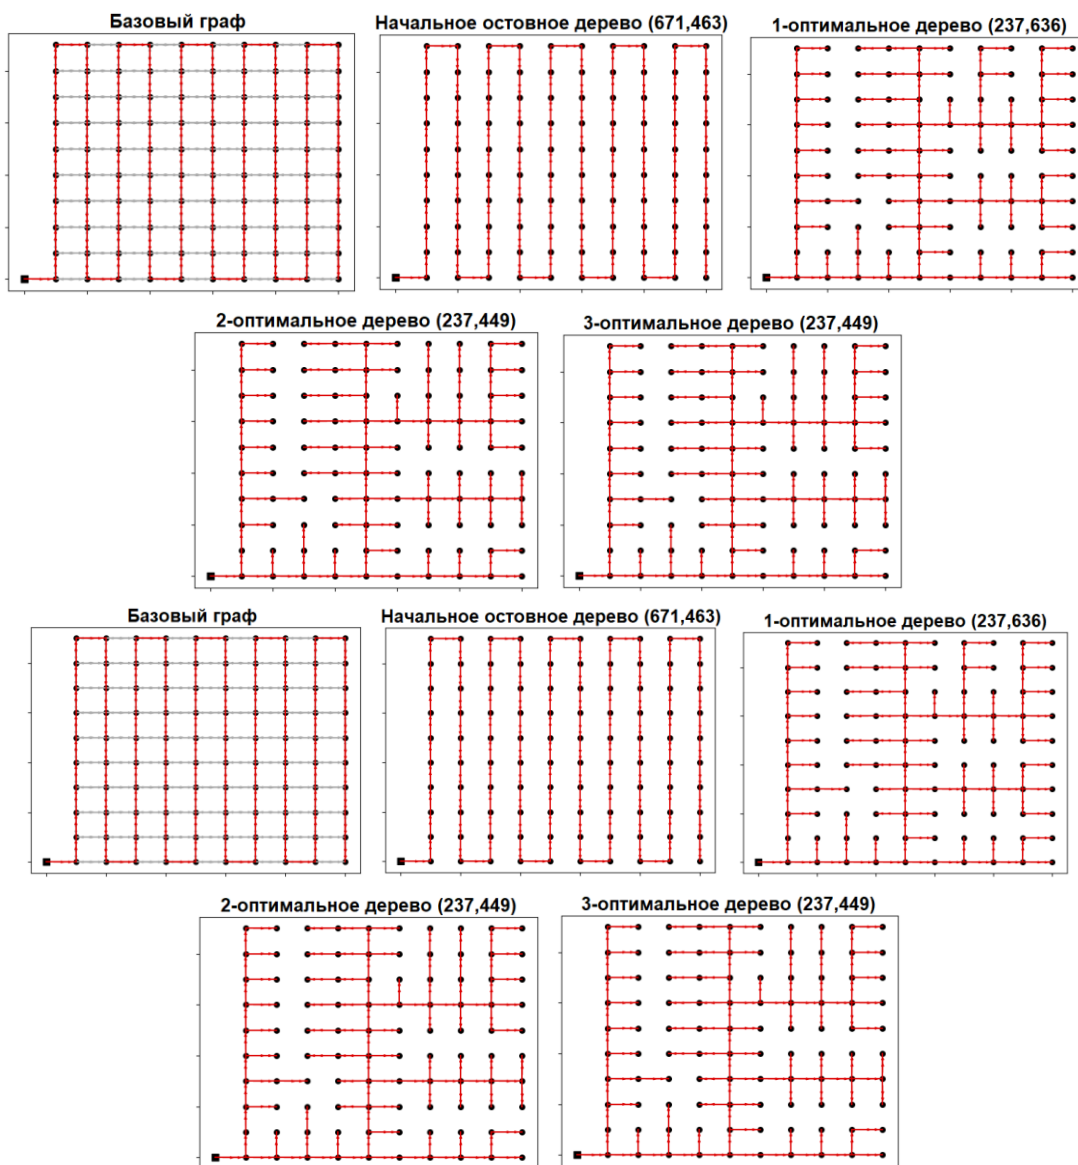 Базовый граф
Начальное остовное дерево (671,463)
1-оптимальное дерево (237,636)
2-оптимальное дерево (237,449)
3-оптимальное дерево (237,449)
Базовый граф
Начальное остовное дерево (671,463)
1-оптимальное дерево (237,636)
2-оптимальное дерево (237,449)
3-оптимальное дерево (237,449)